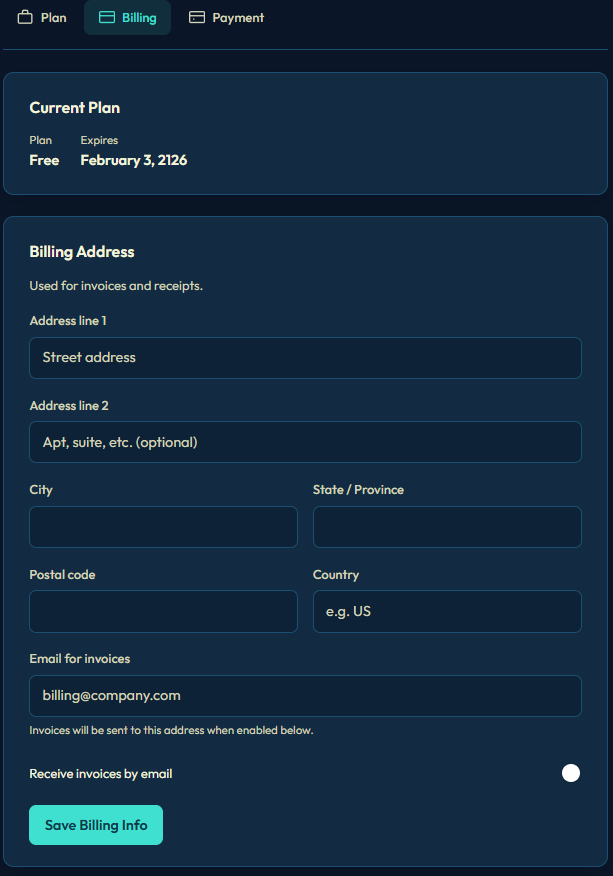 Plan Billing Payment
Current Plan
Plan Expires
Free February 3, 2126
Billing Address
Used for invoices and receipts.
Address line 1
Street address
Address line 2
Apt, suite, etc. (optional)
City State / Province
Postal code Country
e.g. US
Email for invoices
billing@company.com
Invoices will be sent to this address when enabled below.
Receive invoices by email
Save Billing Info